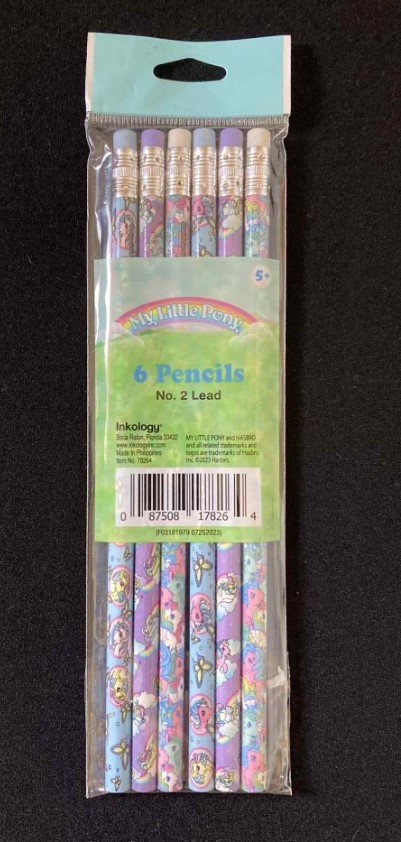 5+
My Little Pony
6 Pencils
No. 2 Lead
Inkology®
Boca Raton, Florida 33432
www.inkologyinc.com
Made In Philippines
Item No. 78264
MY LITTLE PONY and HASBRO
and all related trademarks and
logos are trademarks of Hasbro,
Inc. ©2023 Hasbro.
0 87508 17826 4
(F03181979 07252023)